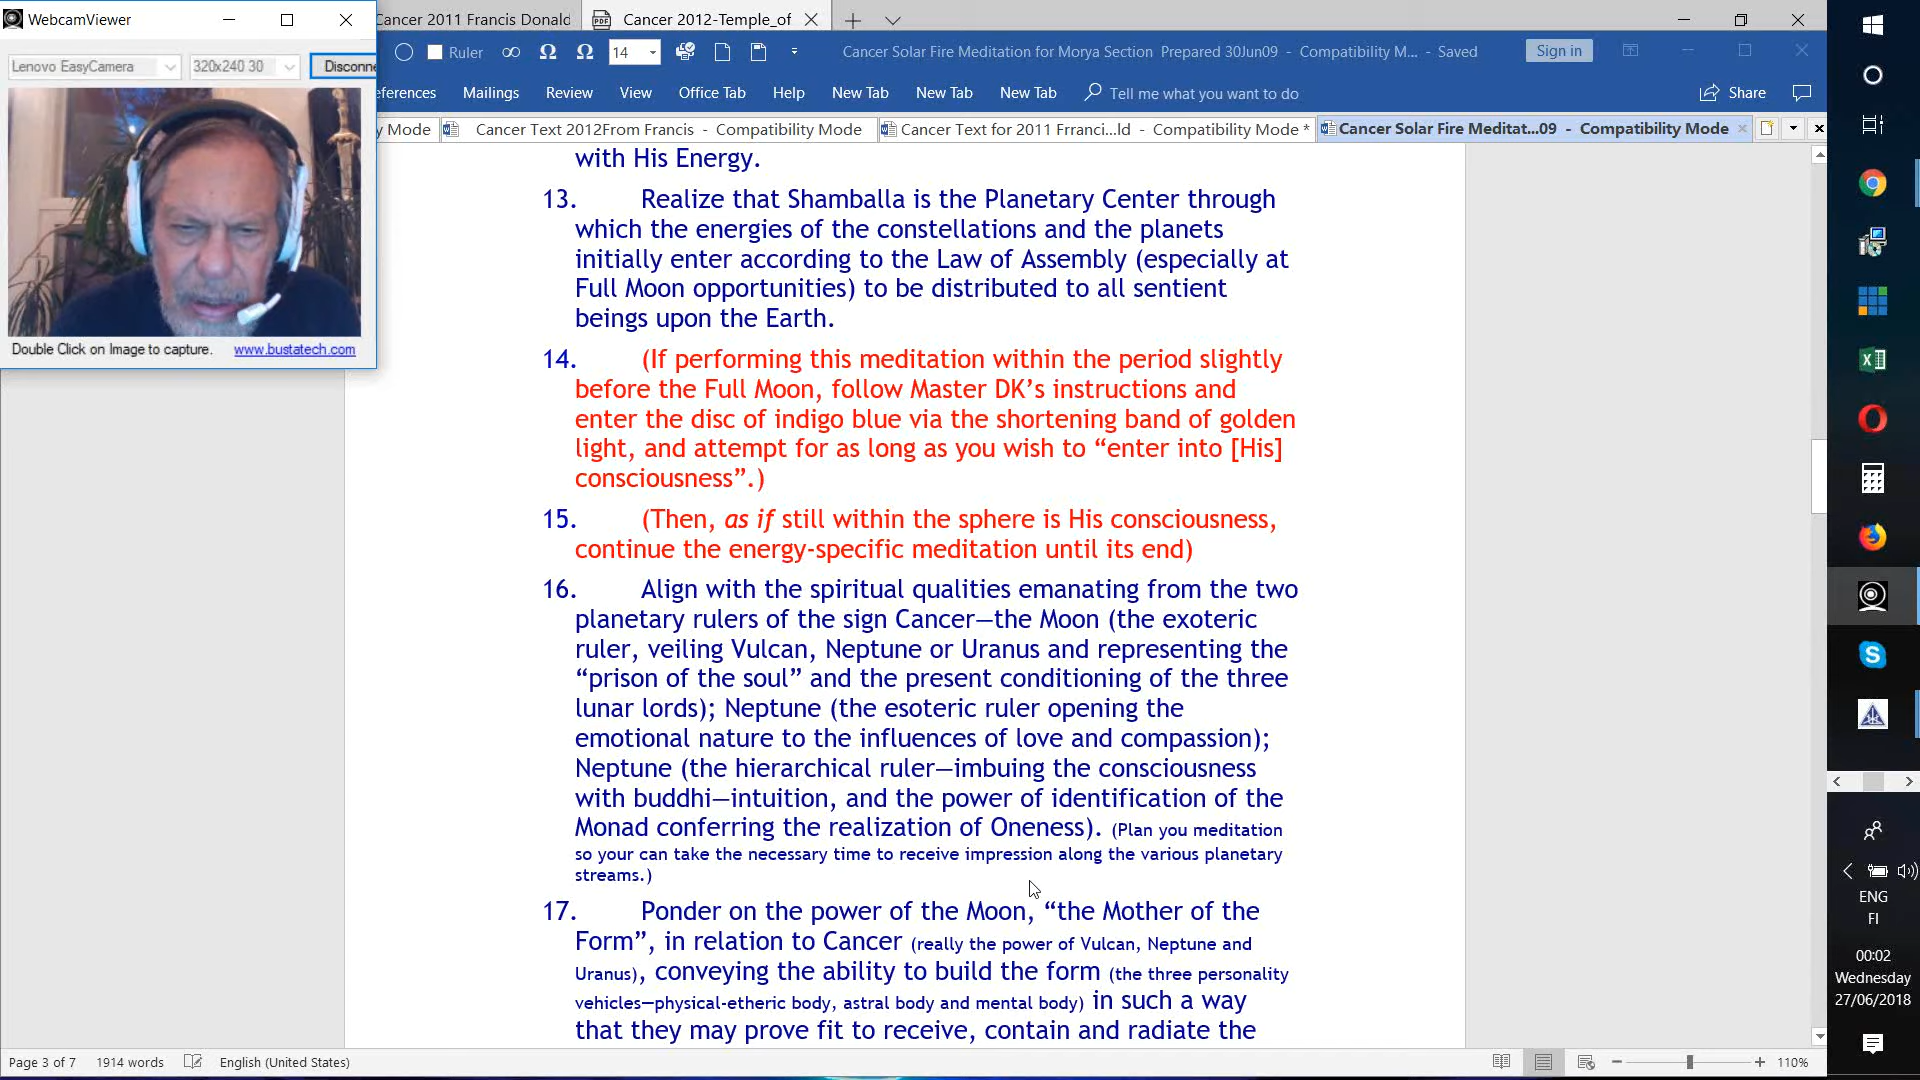 WebcamViewer
Cancer 2011 Francis Donald
Cancer 2012-Temple_of
Lenovo EasyCamera
320x240 30
Disconne
Ruler
14
Cancer Solar Fire Meditation for Morya Section Prepared 30Jun09 - Compatibility M... - Saved
Sign in
eferences
Mailings
Review
View
Office Tab
Help
New Tab
New Tab
New Tab
Tell me what you want to do
Share
y Mode
Cancer Text 2012From Francis - Compatibility Mode
Cancer Text for 2011 Frranci...ld - Compatibility Mode *
Cancer Solar Fire Meditat...09 - Compatibility Mode
Double Click on Image to capture.
www.bustatech.com
with His Energy.
13. Realize that Shamballa is the Planetary Center through
which the energies of the constellations and the planets
initially enter according to the Law of Assembly (especially at
Full Moon opportunities) to be distributed to all sentient
beings upon the Earth.
14. (If performing this meditation within the period slightly
before the Full Moon, follow Master DK’s instructions and
enter the disc of indigo blue via the shortening band of golden
light, and attempt for as long as you wish to “enter into [His]
consciousness”.)
15. (Then, as if still within the sphere is His consciousness,
continue the energy-specific meditation until its end)
16. Align with the spiritual qualities emanating from the two
planetary rulers of the sign Cancer—the Moon (the exoteric
ruler, veiling Vulcan, Neptune or Uranus and representing the
“prison of the soul” and the present conditioning of the three
lunar lords); Neptune (the esoteric ruler opening the
emotional nature to the influences of love and compassion);
Neptune (the hierarchical ruler—imbuing the consciousness
with buddhi—intuition, and the power of identification of the
Monad conferring the realization of Oneness). (Plan you meditation
so your can take the necessary time to receive impression along the various planetary
streams.)
17. Ponder on the power of the Moon, “the Mother of the
Form”, in relation to Cancer (really the power of Vulcan, Neptune and
Uranus), conveying the ability to build the form (the three personality
vehicles—physical-etheric body, astral body and mental body) in such a way
that they may prove fit to receive, contain and radiate the
Page 3 of 7
1914 words
English (United States)
110%
ENG
FI
00:02
Wednesday
27/06/2018